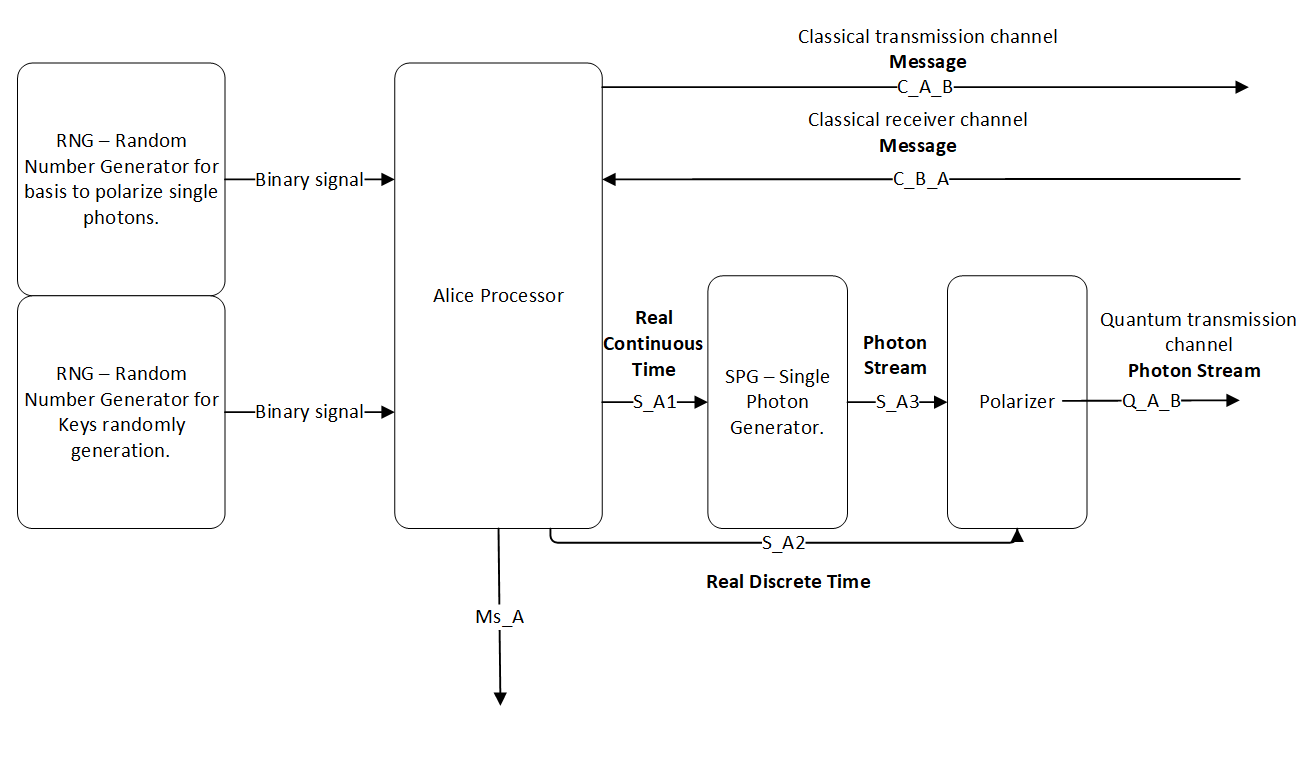 Classical transmission channel
Message
C_A_B
Classical receiver channel
Message
C_B_A
RNG – Random
Number Generator for
basis to polarize single
photons.
Binary signal
Alice Processor
RNG – Random
Number Generator for
Keys randomly
generation.
Binary signal
Real
Continuous
Time
S_A1
SPG – Single
Photon
Generator.
Photon
Stream
S_A3
Polarizer
Quantum transmission
channel
Photon Stream
Q_A_B
S_A2
Real Discrete Time
Ms_A